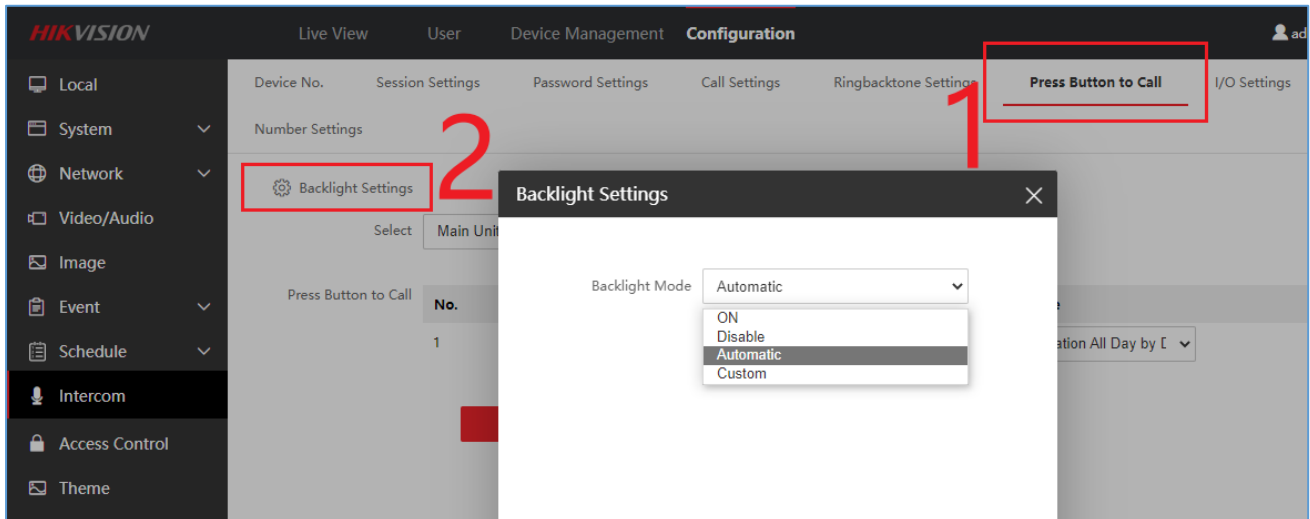 HIKVISION Live View User Device Management Configuration ad
Local
System
Network
Video/Audio
Image
Event
Schedule
Intercom
Access Control
Theme
Device No. Session Settings Password Settings Call Settings Ringbacktone Settings Press Button to Call I/O Settings
1
Number Settings
2
Backlight Settings
Select Main Unit
Press Button to Call No.
1
ation All Day by D
Backlight Settings
Backlight Mode Automatic
ON
Disable
Automatic
Custom